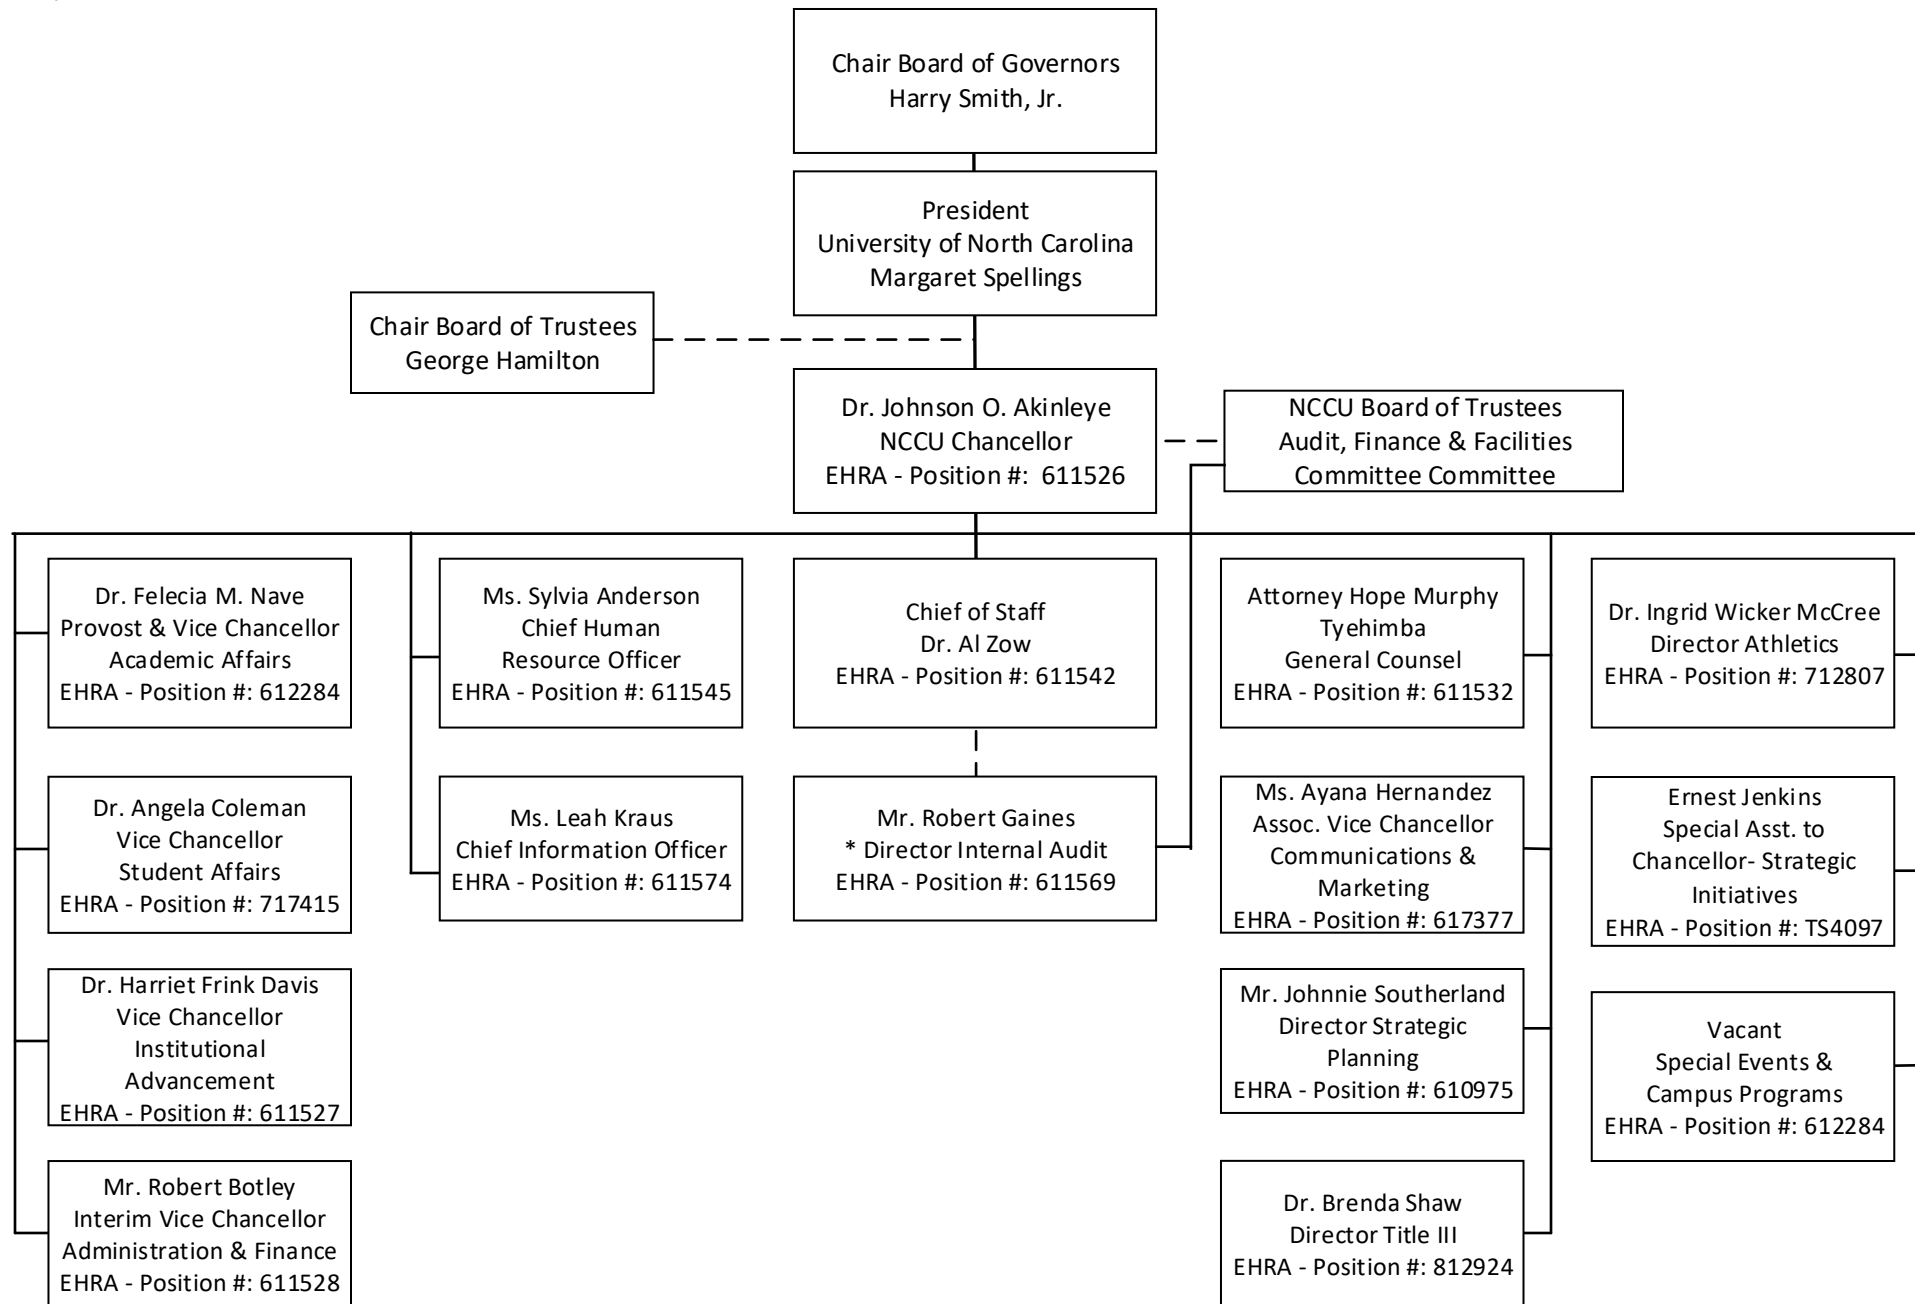 Chair Board of Governors
Harry Smith, Jr.
President
University of North Carolina
Margaret Spellings
Chair Board of Trustees
George Hamilton
Dr. Johnson O. Akinleye
NCCU Chancellor
EHRA - Position #:  611526
NCCU Board of Trustees
Audit, Finance & Facilities
Committee Committee
Dr. Felecia M. Nave
Provost & Vice Chancellor
Academic Affairs
EHRA - Position #: 612284
Ms. Sylvia Anderson
Chief Human
Resource Officer
EHRA - Position #: 611545
Chief of Staff
Dr. Al Zow
EHRA - Position #: 611542
Attorney Hope Murphy
Tyehimba
General Counsel
EHRA - Position #: 611532
Dr. Ingrid Wicker McCree
Director Athletics
EHRA - Position #: 712807
Dr. Angela Coleman
Vice Chancellor
Student Affairs
EHRA - Position #: 717415
Ms. Leah Kraus
Chief Information Officer
EHRA - Position #: 611574
Mr. Robert Gaines
* Director Internal Audit
EHRA - Position #: 611569
Ms. Ayana Hernandez
Assoc. Vice Chancellor
Communications &
Marketing
EHRA - Position #: 617377
Ernest Jenkins
Special Asst. to
Chancellor- Strategic
Initiatives
EHRA - Position #: TS4097
Dr. Harriet Frink Davis
Vice Chancellor
Institutional
Advancement
EHRA - Position #: 611527
Mr. Johnnie Southerland
Director Strategic
Planning
EHRA - Position #: 610975
Vacant
Special Events &
Campus Programs
EHRA - Position #: 612284
Mr. Robert Botley
Interim Vice Chancellor
Administration & Finance
EHRA - Position #: 611528
Dr. Brenda Shaw
Director Title III
EHRA - Position #: 812924